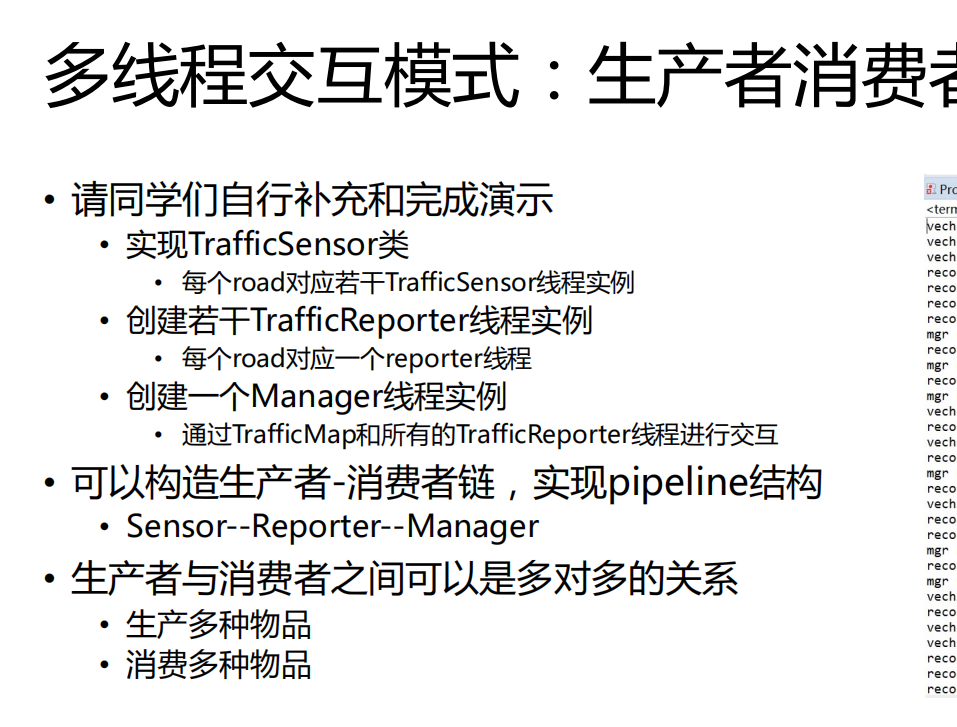 多线程交互模式：生产者消费者
• 请同学们自行补充和完成演示
• 实现TrafficSensor类
• 每个road对应若干TrafficSensor线程实例
• 创建若干TrafficReporter线程实例
• 每个road对应一个reporter线程
• 创建一个Manager线程实例
• 通过TrafficMap和所有的TrafficReporter线程进行交互
• 可以构造生产者-消费者链，实现pipeline结构
• Sensor--Reporter--Manager
• 生产者与消费者之间可以是多对多的关系
• 生产多种物品
• 消费多种物品
Pro
<term
vech
vech
vech
reco
reco
reco
reco
mgr
reco
mgr
reco
mgr
vech
reco
vech
reco
mgr
reco
vech
reco
reco
mgr
reco
mgr
vech
reco
vech
vech
reco
reco
reco